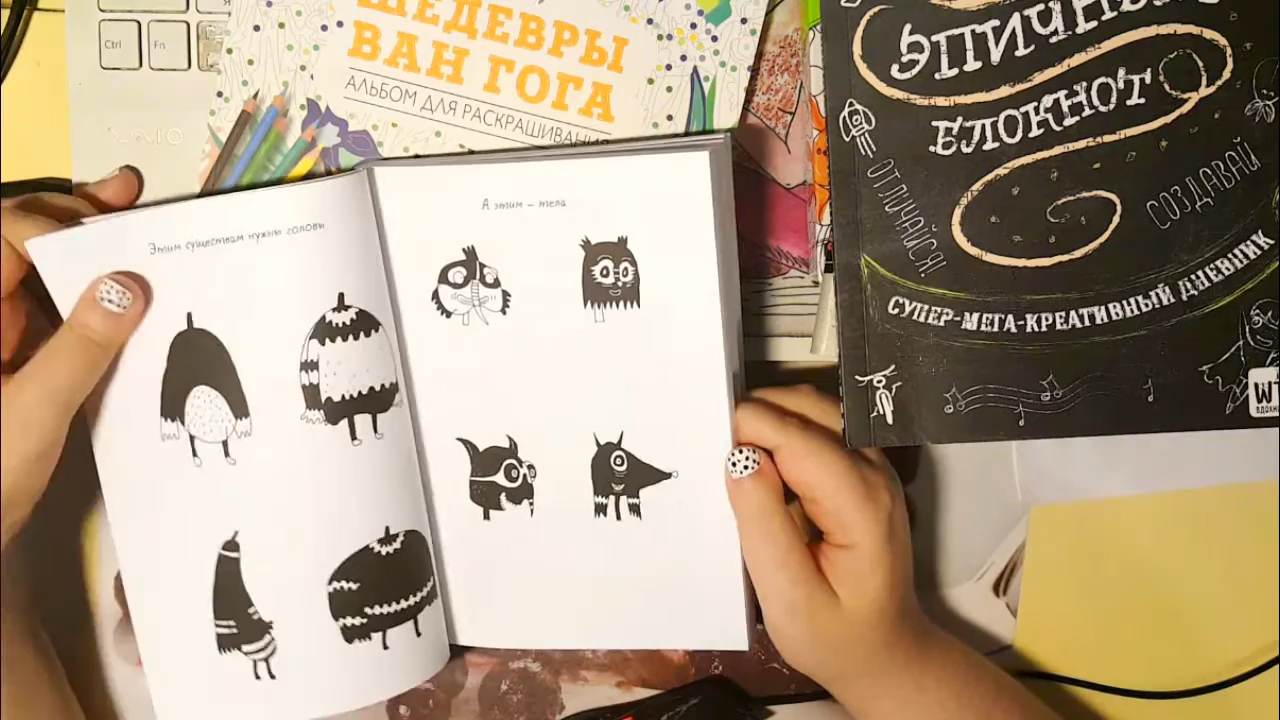 Ctrl
Fn
VAIO
ШЕДЕВРЫ
ВАН ГОГА
АЛЬБОМ ДЛЯ РАСКРАШИВАНИЯ
ЭПИЧНЫЙ
БЛОКНОТ
ОТЛИЧАЙСЯ!
СОЗДАВАЙ
СУПЕР-МЕГА-КРЕАТИВНЫЙ ДНЕВНИК
Этим существам нужны головы
А этим – тела